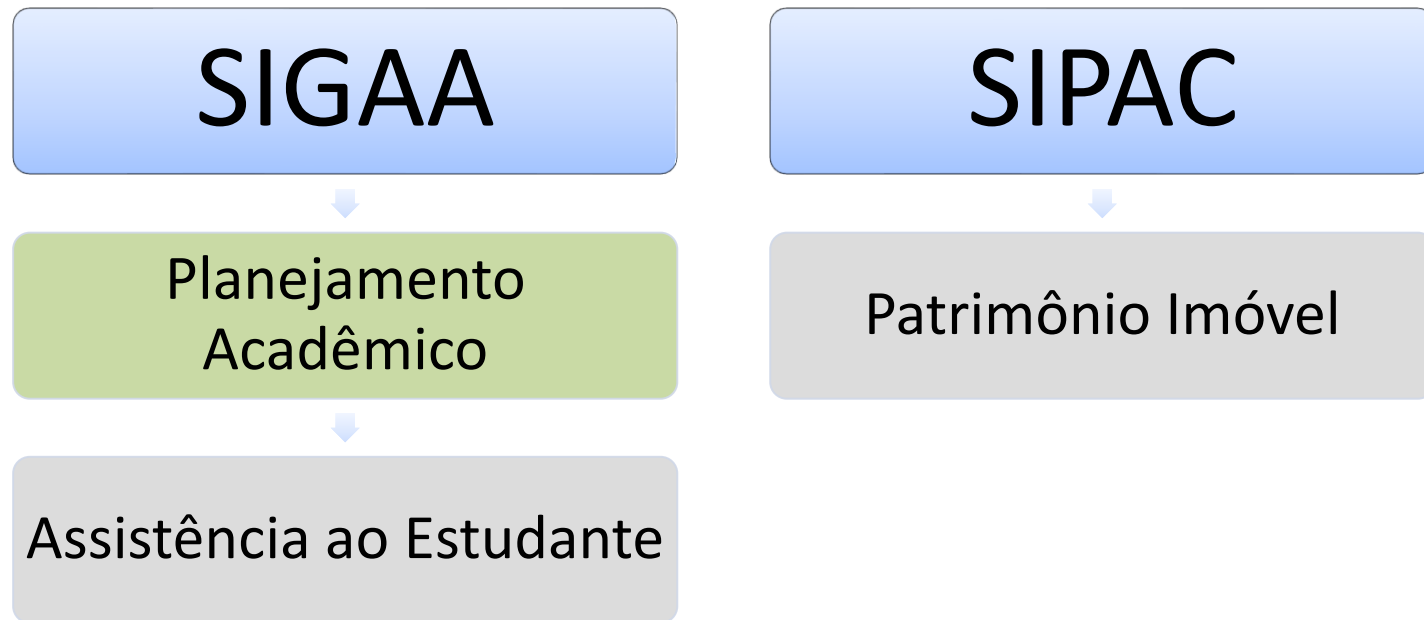 SIGAA
Planejamento
Acadêmico
Assistência ao Estudante
SIPAC
Patrimônio Imóvel